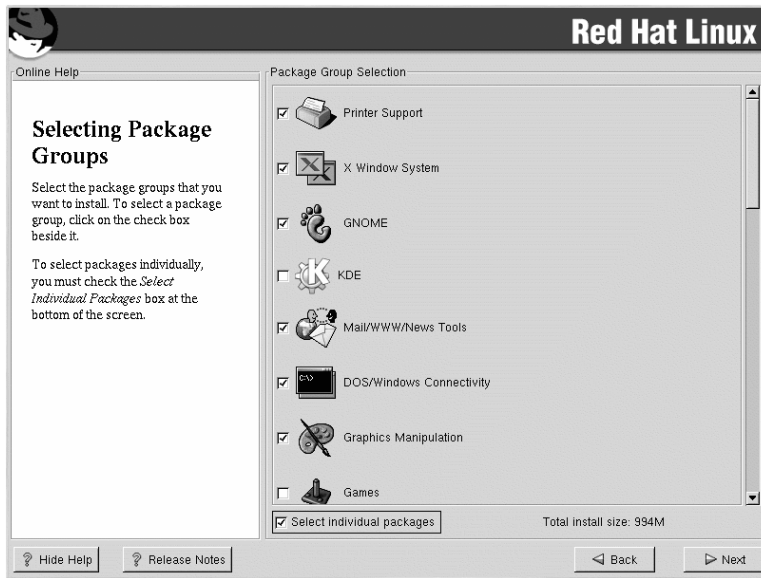 Red Hat Linux
Online Help
Selecting Package
Groups
Select the package groups that you
want to install. To select a package
group, click on the check box
beside it.
To select packages individually,
you must check the Select
Individual Packages box at the
bottom of the screen.
Package Group Selection
Printer Support
X Window System
GNOME
K
KDE
Mail/WWW/News Tools
C:\>
DOS/Windows Connectivity
Graphics Manipulation
Games
Select individual packages
Total install size: 994M
? Hide Help
? Release Notes
Back
Next